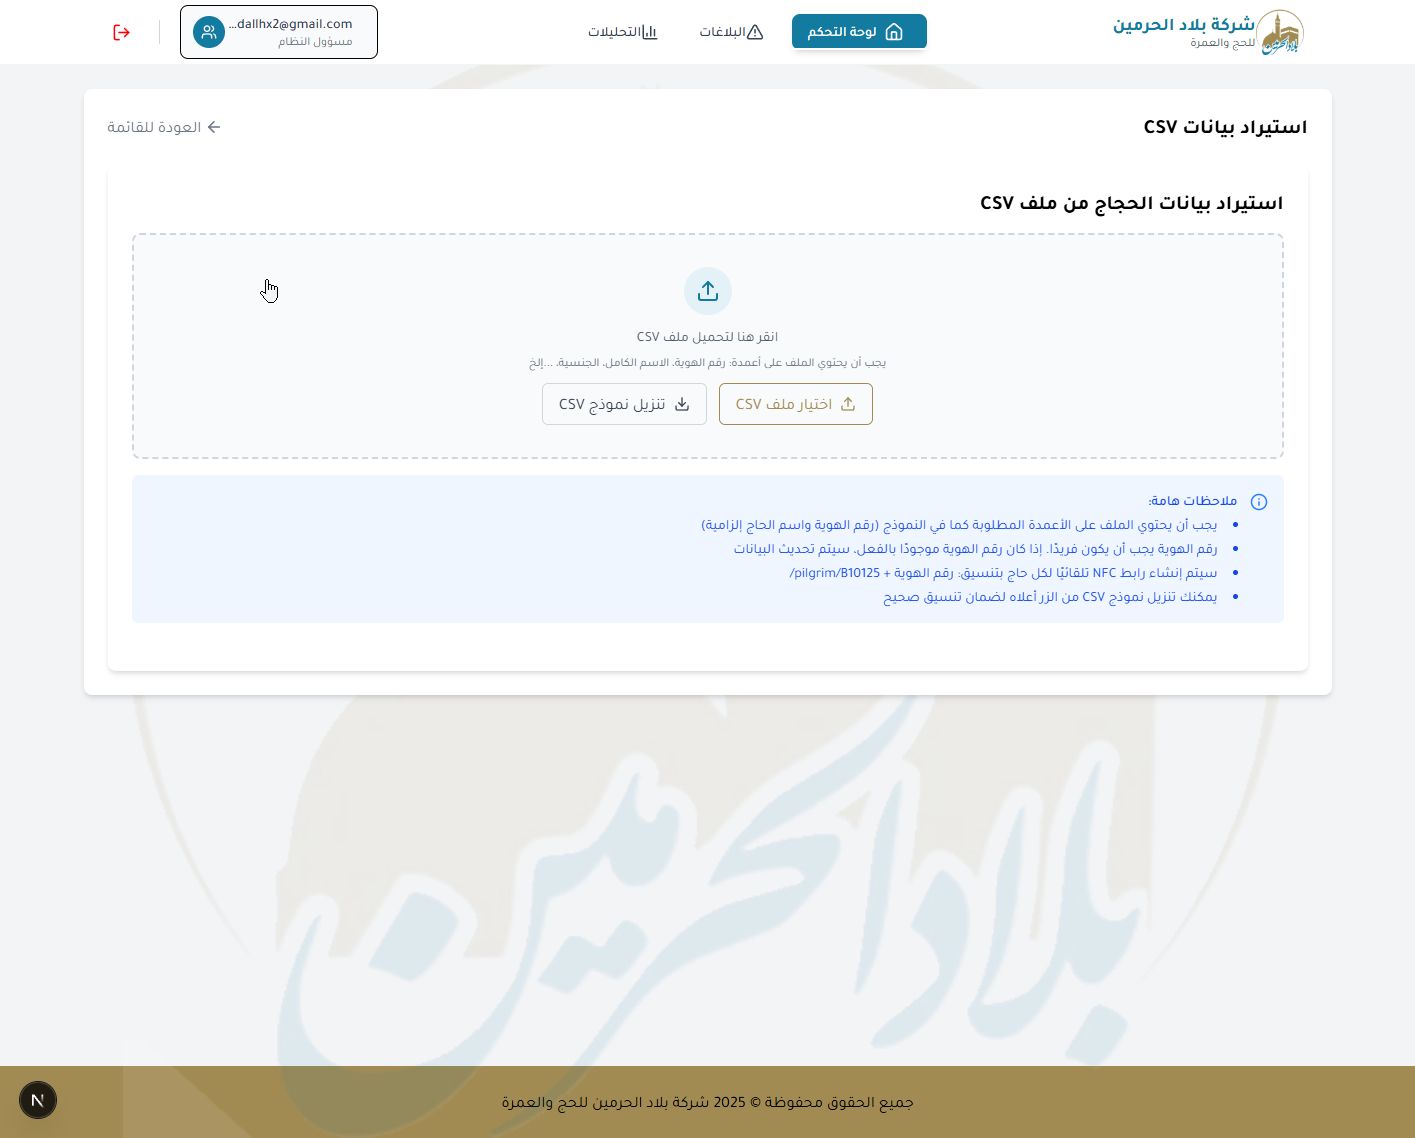 شركة بلاد الحرمين
للحج والعمرة
لوحة التحكم
البلاغات
التحليلات
dallhx2@gmail.com...
مسؤول النظام
استيراد بيانات CSV
العودة للقائمة
استيراد بيانات الحجاج من ملف CSV
انقر هنا لتحميل ملف CSV
يجب أن يحتوي الملف على أعمدة: رقم الهوية، الاسم الكامل، الجنسية، ...إلخ
اختيار ملف CSV
تنزيل نموذج CSV
ملاحظات هامة:
يجب أن يحتوي الملف على الأعمدة المطلوبة كما في النموذج (رقم الهوية واسم الحاج إلزامية)
رقم الهوية يجب أن يكون فريدًا. إذا كان رقم الهوية موجودًا بالفعل، سيتم تحديث البيانات
سيتم إنشاء رابط NFC تلقائيًا لكل حاج بتنسيق: رقم الهوية + pilgrim/B10125/
يمكنك تنزيل نموذج CSV من الزر أعلاه لضمان تنسيق صحيح
بلاد الحرمين
جميع الحقوق محفوظة © 2025 شركة بلاد الحرمين للحج والعمرة
N